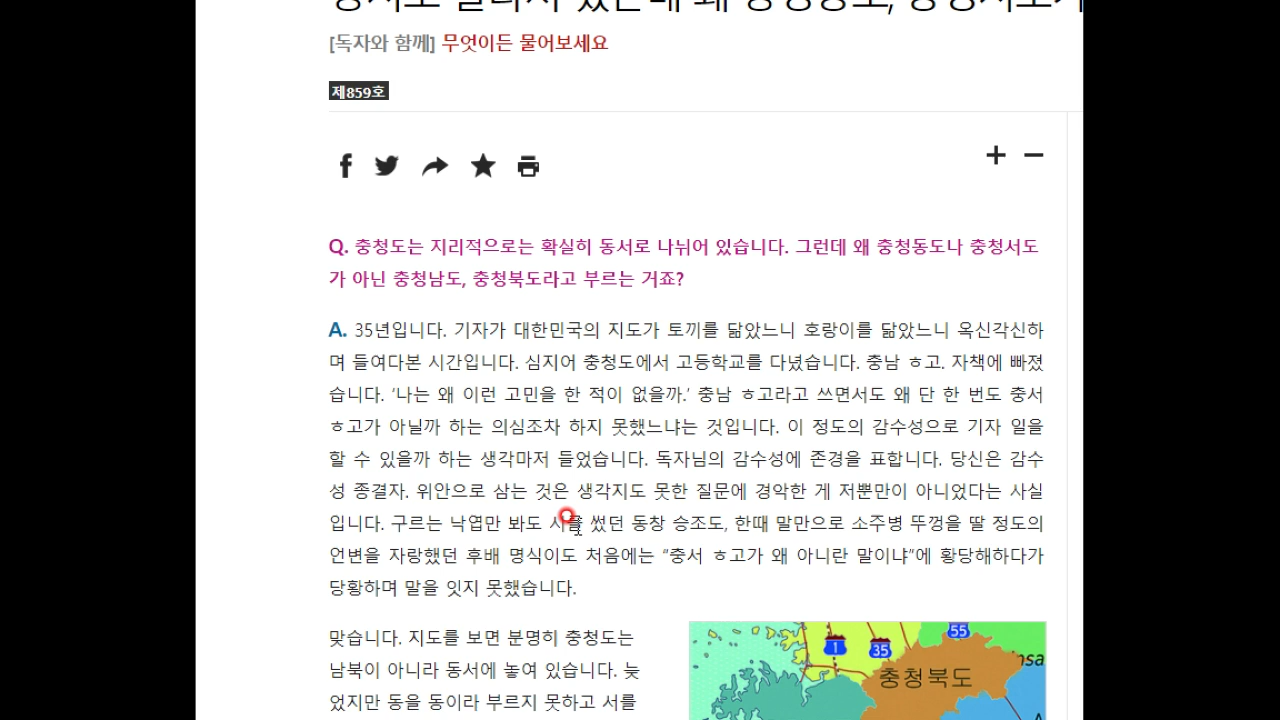 [독자와 함께] 무엇이든 물어보세요
제859호
Q. 충청도는 지리적으로는 확실히 동서로 나뉘어 있습니다. 그런데 왜 충청동도나 충청서도
가 아닌 충청남도, 충청북도라고 부르는 거죠?
A. 35년입니다. 기자가 대한민국의 지도가 토끼를 닮았느니 호랑이를 닮았느니 옥신각신하
며 들여다본 시간입니다. 심지어 충청도에서 고등학교를 다녔습니다. 충남 ㅎ고. 자책에 빠졌
습니다. ‘나는 왜 이런 고민을 한 적이 없을까.’ 충남 ㅎ고라고 쓰면서도 왜 단 한 번도 충서
ㅎ고가 아닐까 하는 의심조차 하지 못했느냐는 것입니다. 이 정도의 감수성으로 기자 일을
할 수 있을까 하는 생각마저 들었습니다. 독자님의 감수성에 존경을 표합니다. 당신은 감수
성 종결자. 위안으로 삼는 것은 생각지도 못한 질문에 경악한 게 저뿐만이 아니었다는 사실
입니다. 구르는 낙엽만 봐도 시를 썼던 동창 승조도, 한때 말만으로 소주병 뚜껑을 딸 정도의
언변을 자랑했던 후배 명식이도 처음에는 “충서 ㅎ고가 왜 아니란 말이냐”에 황당해하다가
당황하며 말을 잇지 못했습니다.
맞습니다. 지도를 보면 분명히 충청도는
남북이 아니라 동서에 놓여 있습니다. 늦
었지만 동을 동이라 부르지 못하고 서를
55
1
35
충청북도